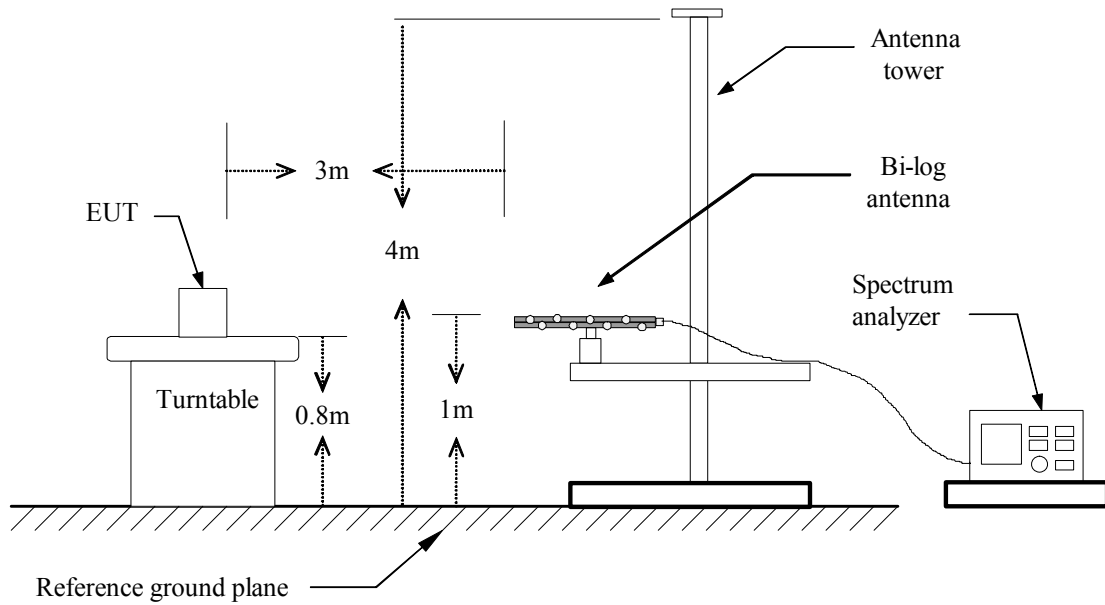 Antenna
tower
3m
Bi-log
antenna
EUT
4m
Spectrum
analyzer
Turntable
0.8m
1m
Reference ground plane